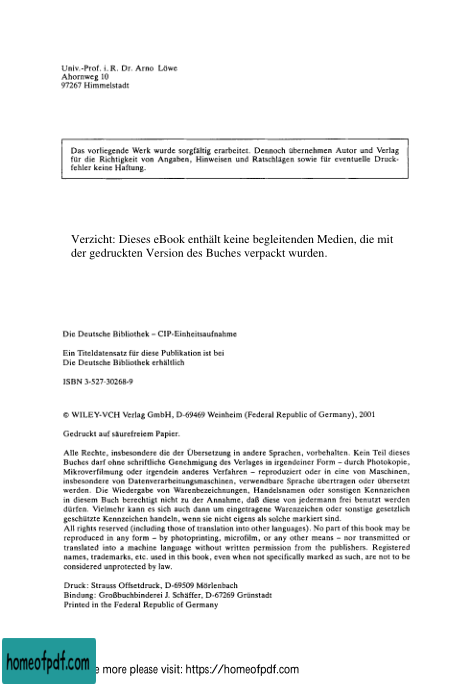 Univ.-Prof. i. R. Dr. Arno Löwe
Ahornweg 10
97267 Himmelstadt
Das vorliegende Werk wurde sorgfältig erarbeitet. Dennoch übernehmen Autor und Verlag
für die Richtigkeit von Angaben, Hinweisen und Ratschlägen sowie für eventuelle Druck-
fehler keine Haftung.
Verzicht: Dieses eBook enthält keine begleitenden Medien, die mit
der gedruckten Version des Buches verpackt wurden.
Die Deutsche Bibliothek – CIP-Einheitsaufnahme
Ein Titeldatensatz für diese Publikation ist bei
Die Deutsche Bibliothek erhältlich
ISBN 3-527-30268-9
© WILEY-VCH Verlag GmbH, D-69469 Weinheim (Federal Republic of Germany), 2001
Gedruckt auf säurefreiem Papier.
Alle Rechte, insbesondere die der Übersetzung in andere Sprachen, vorbehalten. Kein Teil dieses
Buches darf ohne schriftliche Genehmigung des Verlages in irgendeiner Form – durch Photokopie,
Mikroverfilmung oder irgendein anderes Verfahren – reproduziert oder in eine von Maschinen,
insbesondere von Datenverarbeitungsmaschinen, verwendbare Sprache übertragen oder übersetzt
werden. Die Wiedergabe von Warenbezeichnungen, Handelsnamen oder sonstigen Kennzeichen
in diesem Buch berechtigt nicht zu der Annahme, daß diese von jedermann frei benutzt werden
dürfen. Vielmehr kann es sich auch dann um eingetragene Warenzeichen oder sonstige gesetzlich
geschützte Kennzeichen handeln, wenn sie nicht eigens als solche markiert sind.
All rights reserved (including those of translation into other languages). No part of this book may be
reproduced in any form – by photoprinting, microfilm, or any other means – nor transmitted or
translated into a machine language without written permission from the publishers. Registered
names, trademarks, etc. used in this book, even when not specifically marked as such, are not to be
considered unprotected by law.
Druck: Strauss Offsetdruck, D-69509 Mörlenbach
Bindung: Großbuchbinderei J. Schäffer, D-67269 Grünstadt
Printed in the Federal Republic of Germany
homeofpdf.com
e more please visit: https://homeofpdf.com